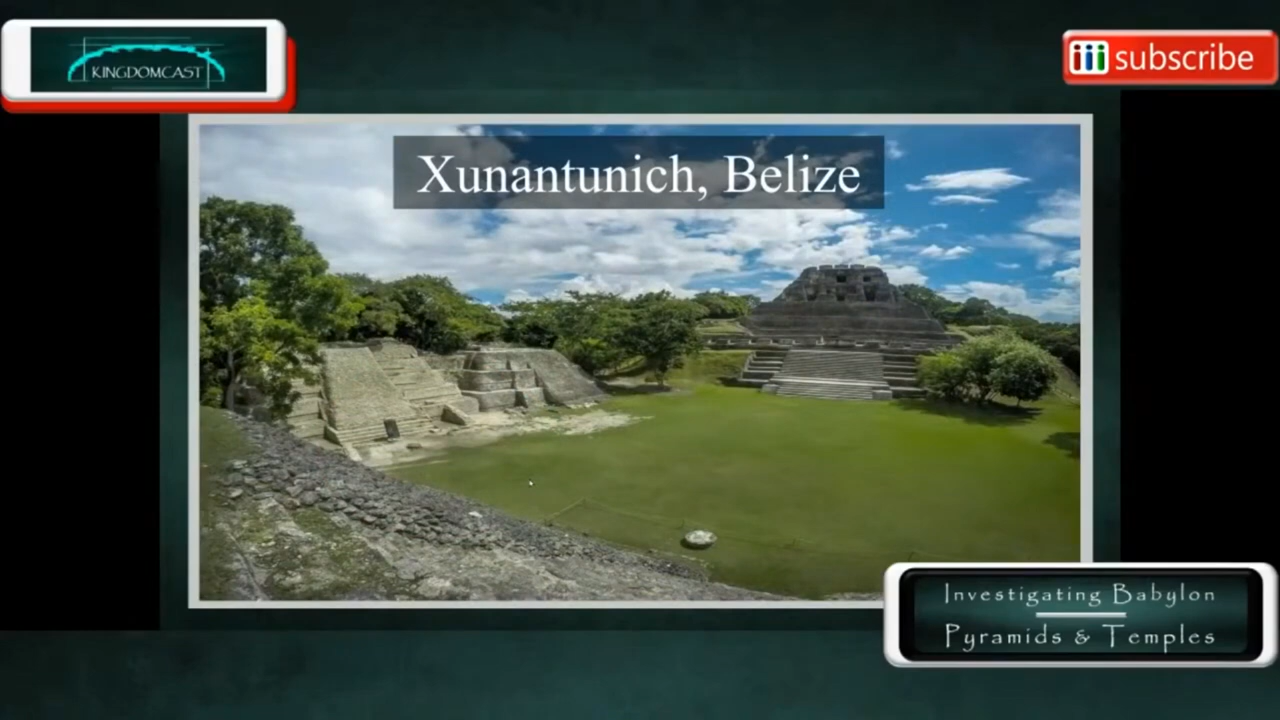 KINGDOMCAST
subscribe
Xunantunich, Belize
Investigating Babylon
Pyramids & Temples